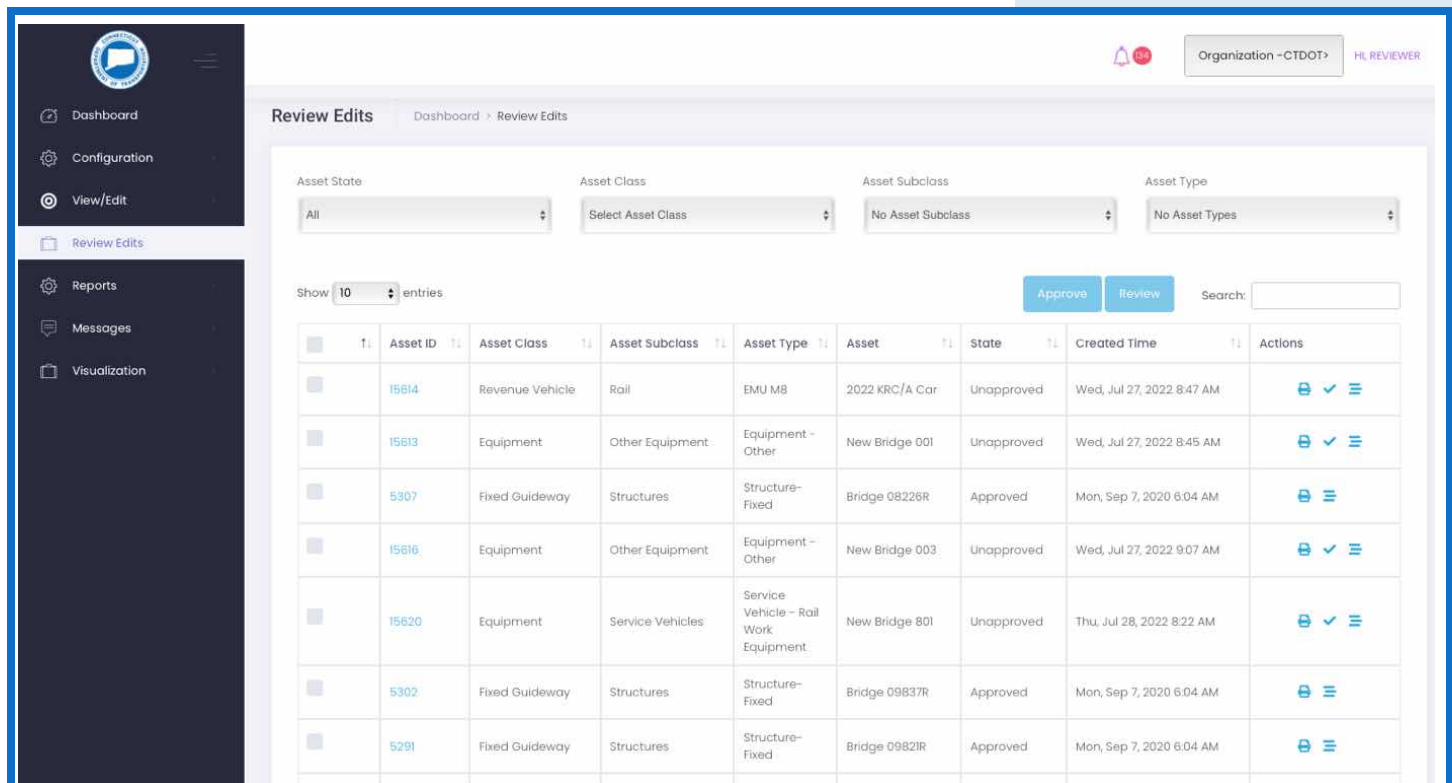 CONNECTICUT
DEPARTMENT OF TRANSPORTATION
134
Organization -CTDOT>
HI, REVIEWER
Dashboard
Configuration
View/Edit
Review Edits
Reports
Messages
Visualization
Review Edits
Dashboard > Review Edits
Asset State
Asset Class
Asset Subclass
Asset Type
All
Select Asset Class
No Asset Subclass
No Asset Types
Show 10 entries
Approve
Review
Search:
Asset ID Asset Class Asset Subclass Asset Type Asset State Created Time Actions
15614 Revenue Vehicle Rail EMU M8 2022 KRC/A Car Unapproved Wed, Jul 27, 2022 8:47 AM
15613 Equipment Other Equipment Equipment -
Other New Bridge 001 Unapproved Wed, Jul 27, 2022 8:45 AM
5307 Fixed Guideway Structures Structure-
Fixed Bridge 08226R Approved Mon, Sep 7, 2020 6:04 AM
15616 Equipment Other Equipment Equipment -
Other New Bridge 003 Unapproved Wed, Jul 27, 2022 9:07 AM
15620 Equipment Service Vehicles Service
Vehicle - Rail
Work
Equipment New Bridge 801 Unapproved Thu, Jul 28, 2022 8:22 AM
5302 Fixed Guideway Structures Structure-
Fixed Bridge 09837R Approved Mon, Sep 7, 2020 6:04 AM
5291 Fixed Guideway Structures Structure-
Fixed Bridge 09821R Approved Mon, Sep 7, 2020 6:04 AM